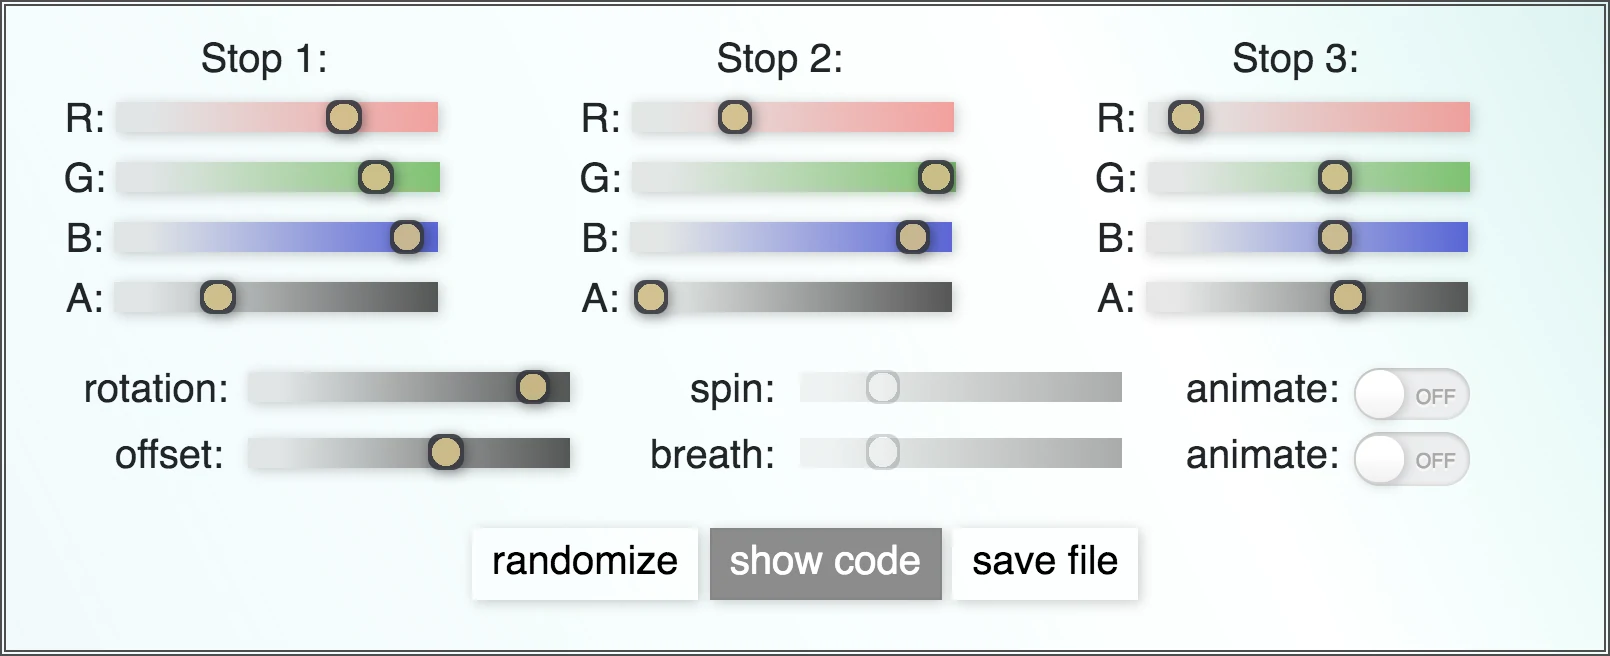 Stop 1: Stop 2: Stop 3:
R: R: R:
G: G: G:
B: B: B:
A: A: A:
rotation: spin: animate: OFF
offset: breath: animate: OFF
randomize show code save file